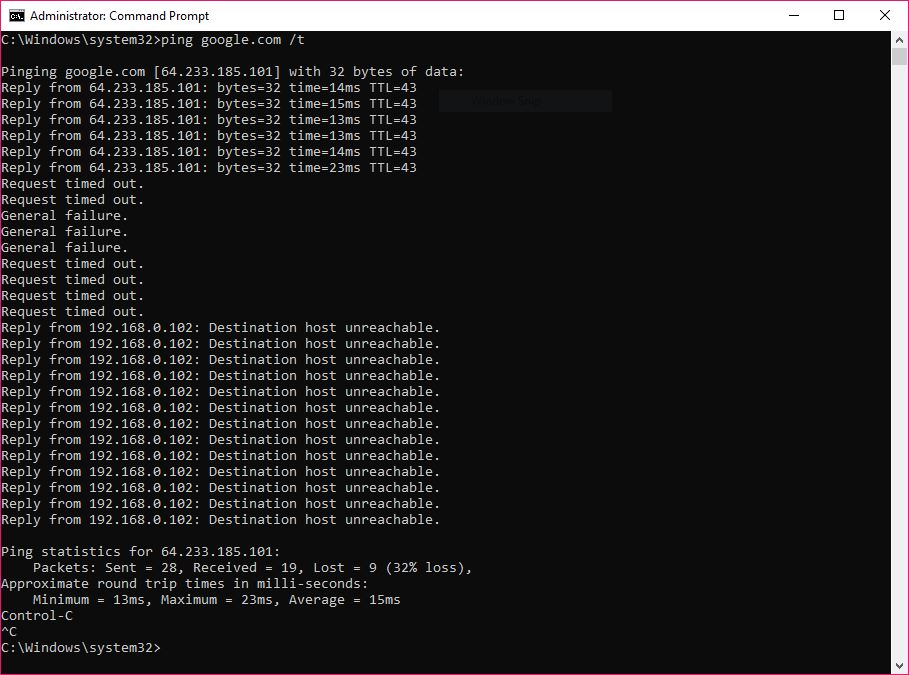 Administrator: Command Prompt
C:\Windows\system32>ping google.com /t
Pinging google.com [64.233.185.101] with 32 bytes of data:
Reply from 64.233.185.101: bytes=32 time=14ms TTL=43
Reply from 64.233.185.101: bytes=32 time=15ms TTL=43
Window Snip
Reply from 64.233.185.101: bytes=32 time=13ms TTL=43
Reply from 64.233.185.101: bytes=32 time=13ms TTL=43
Reply from 64.233.185.101: bytes=32 time=14ms TTL=43
Reply from 64.233.185.101: bytes=32 time=23ms TTL=43
Request timed out.
Request timed out.
General failure.
General failure.
General failure.
Request timed out.
Request timed out.
Request timed out.
Request timed out.
Reply from 192.168.0.102: Destination host unreachable.
Reply from 192.168.0.102: Destination host unreachable.
Reply from 192.168.0.102: Destination host unreachable.
Reply from 192.168.0.102: Destination host unreachable.
Reply from 192.168.0.102: Destination host unreachable.
Reply from 192.168.0.102: Destination host unreachable.
Reply from 192.168.0.102: Destination host unreachable.
Reply from 192.168.0.102: Destination host unreachable.
Reply from 192.168.0.102: Destination host unreachable.
Reply from 192.168.0.102: Destination host unreachable.
Reply from 192.168.0.102: Destination host unreachable.
Reply from 192.168.0.102: Destination host unreachable.
Reply from 192.168.0.102: Destination host unreachable.
Ping statistics for 64.233.185.101:
Packets: Sent = 28, Received = 19, Lost = 9 (32% loss),
Approximate round trip times in milli-seconds:
Minimum = 13ms, Maximum = 23ms, Average = 15ms
Control-C
^C
C:\Windows\system32>